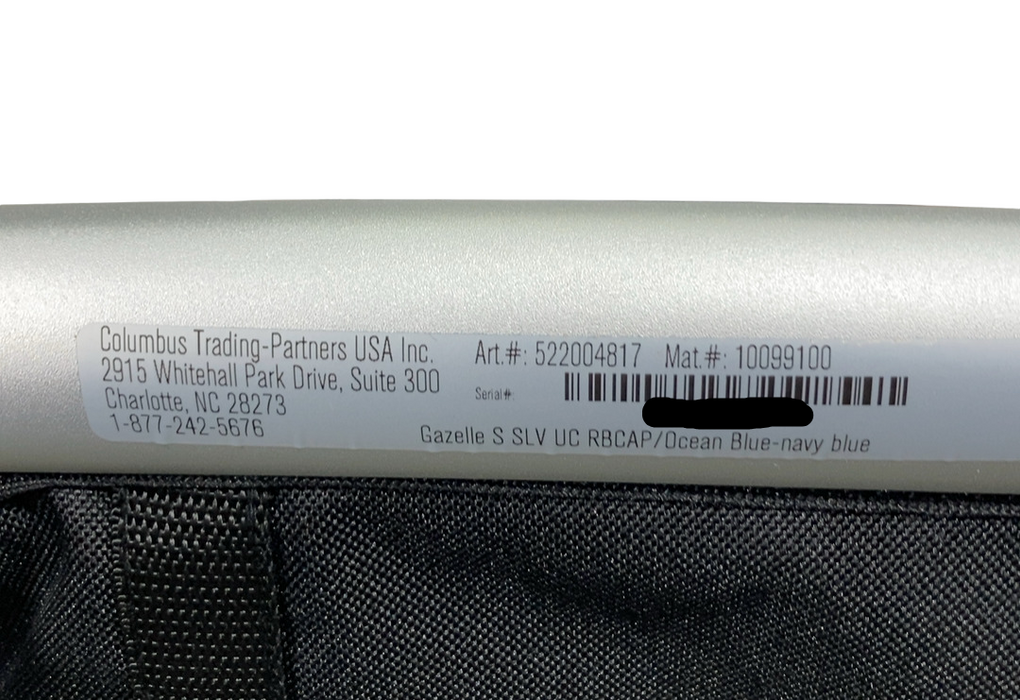 Columbus Trading-Partners USA Inc.
2915 Whitehall Park Drive, Suite 300
Charlotte, NC 28273
1-877-242-5676
Art.#: 522004817 Mat.#: 10099100
Serial#:
Gazelle S SLV UC RBCAP/Ocean Blue-navy blue